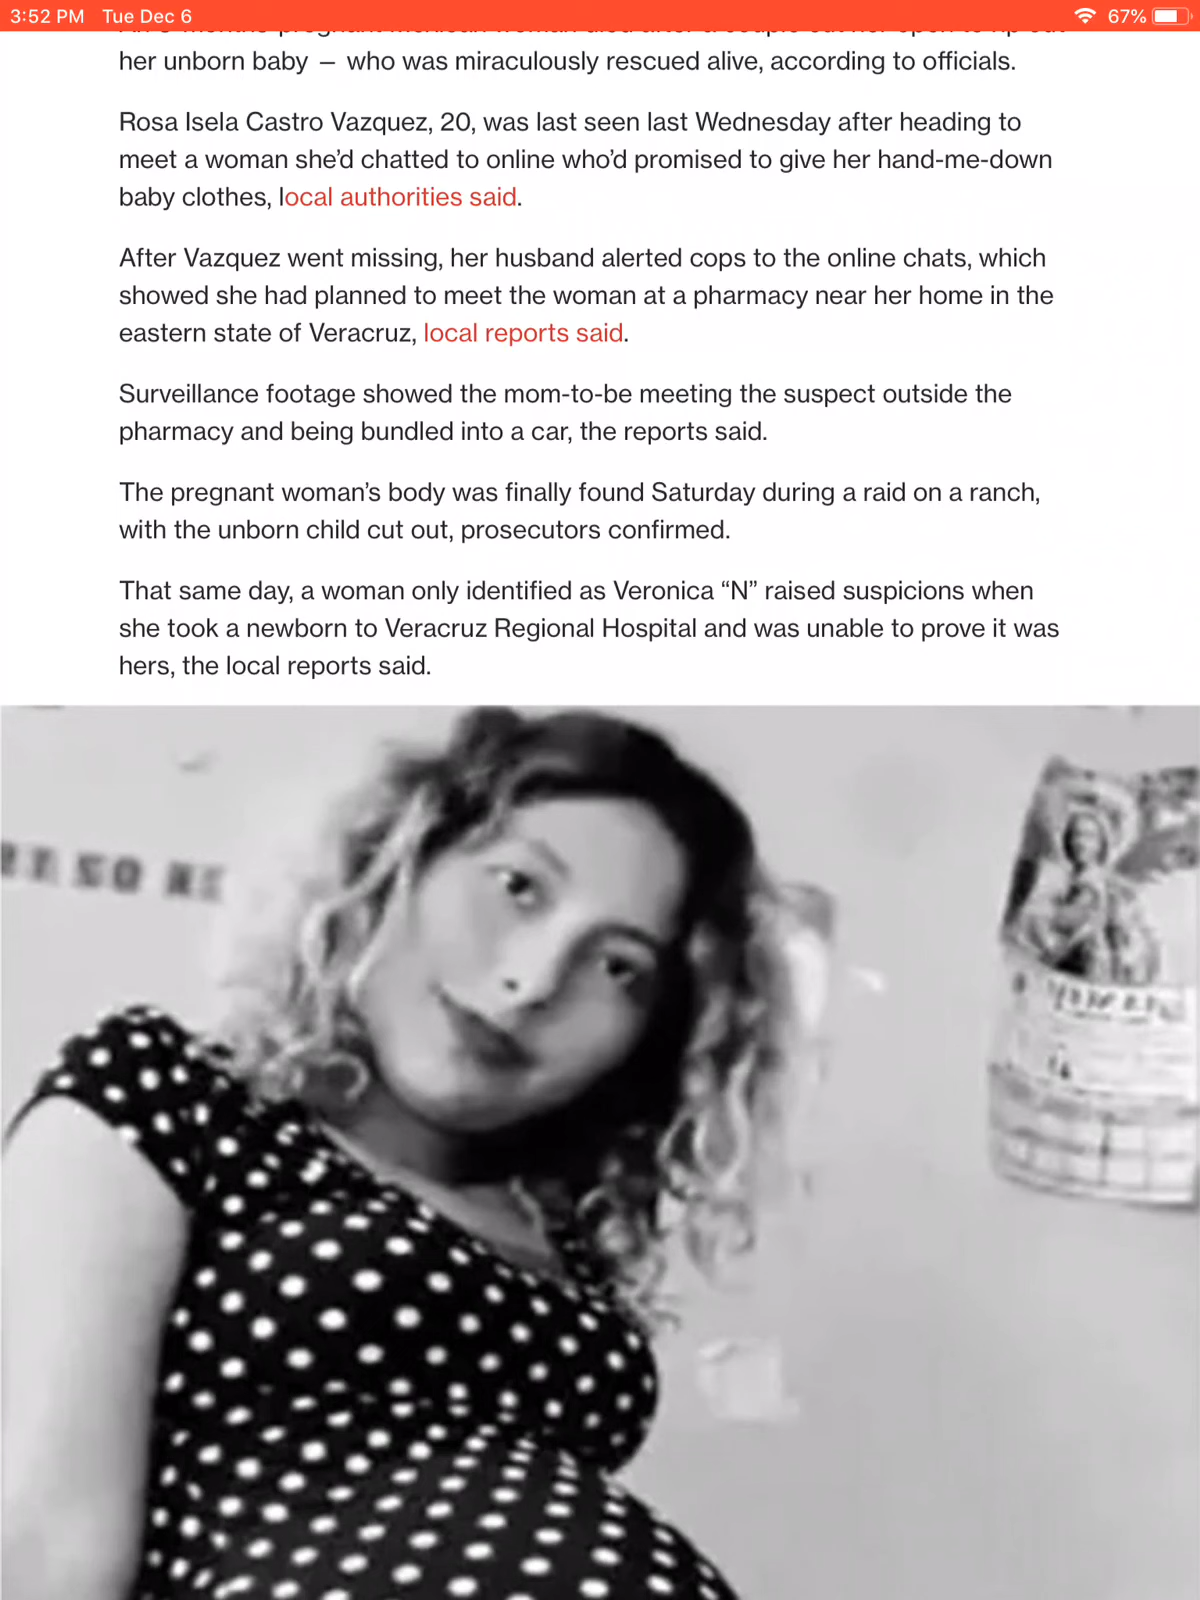 3:52 PM Tue Dec 6
67%
her unborn baby — who was miraculously rescued alive, according to officials.
Rosa Isela Castro Vazquez, 20, was last seen last Wednesday after heading to
meet a woman she’d chatted to online who’d promised to give her hand-me-down
baby clothes, local authorities said.
After Vazquez went missing, her husband alerted cops to the online chats, which
showed she had planned to meet the woman at a pharmacy near her home in the
eastern state of Veracruz, local reports said.
Surveillance footage showed the mom-to-be meeting the suspect outside the
pharmacy and being bundled into a car, the reports said.
The pregnant woman’s body was finally found Saturday during a raid on a ranch,
with the unborn child cut out, prosecutors confirmed.
That same day, a woman only identified as Veronica “N” raised suspicions when
she took a newborn to Veracruz Regional Hospital and was unable to prove it was
hers, the local reports said.